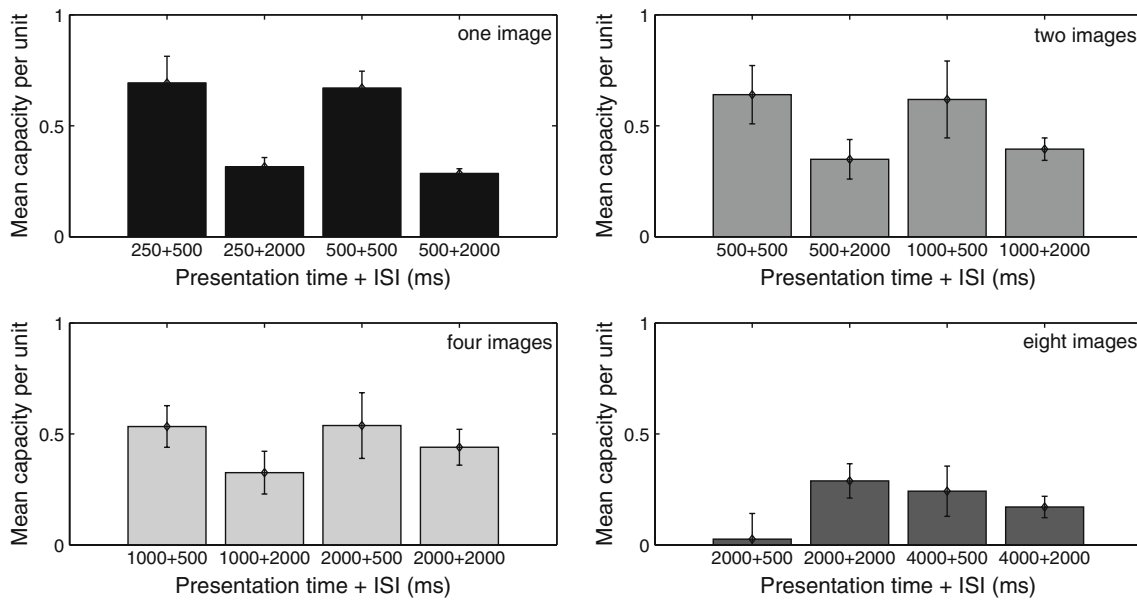 one image
Mean capacity per unit
1
0.5
0
250+500 250+2000 500+500 500+2000
Presentation time + ISI (ms)
two images
Mean capacity per unit
1
0.5
0
500+500 500+2000 1000+500 1000+2000
Presentation time + ISI (ms)
four images
Mean capacity per unit
1
0.5
0
1000+500 1000+2000 2000+500 2000+2000
Presentation time + ISI (ms)
eight images
Mean capacity per unit
1
0.5
0
2000+500 2000+2000 4000+500 4000+2000
Presentation time + ISI (ms)